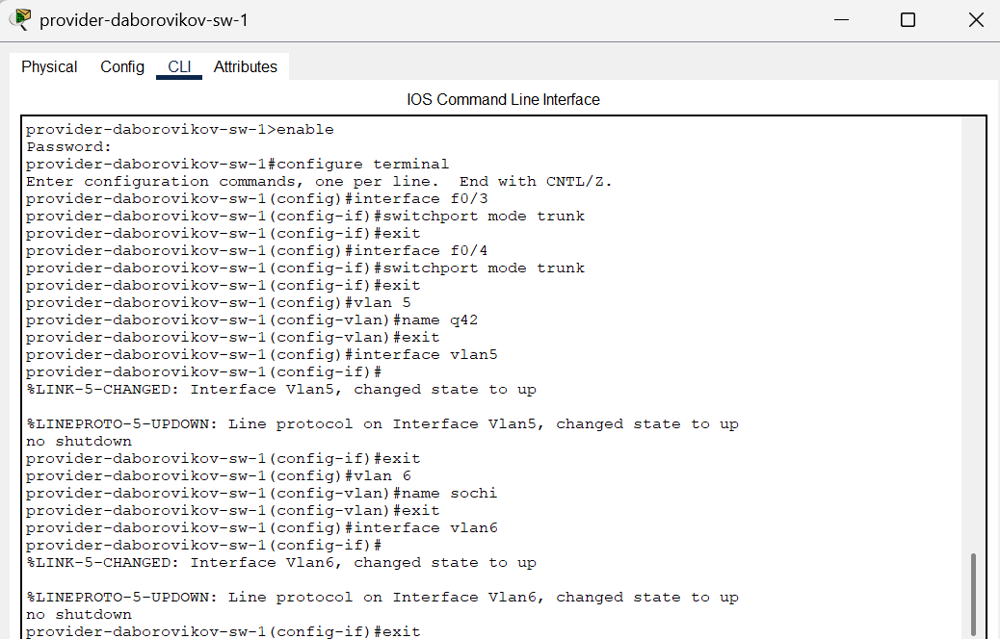 provider-daborovikov-sw-1
Physical Config CLI Attributes
IOS Command Line Interface
provider-daborovikov-sw-1>enable
Password:
provider-daborovikov-sw-1#configure terminal
Enter configuration commands, one per line.  End with CNTL/Z.
provider-daborovikov-sw-1(config)#interface f0/3
provider-daborovikov-sw-1(config-if)#switchport mode trunk
provider-daborovikov-sw-1(config-if)#exit
provider-daborovikov-sw-1(config)#interface f0/4
provider-daborovikov-sw-1(config-if)#switchport mode trunk
provider-daborovikov-sw-1(config-if)#exit
provider-daborovikov-sw-1(config)#vlan 5
provider-daborovikov-sw-1(config-vlan)#name q42
provider-daborovikov-sw-1(config-vlan)#exit
provider-daborovikov-sw-1(config)#interface vlan5
provider-daborovikov-sw-1(config-if)#
%LINK-5-CHANGED: Interface Vlan5, changed state to up
%LINEPROTO-5-UPDOWN: Line protocol on Interface Vlan5, changed state to up
no shutdown
provider-daborovikov-sw-1(config-if)#exit
provider-daborovikov-sw-1(config)#vlan 6
provider-daborovikov-sw-1(config-vlan)#name sochi
provider-daborovikov-sw-1(config-vlan)#exit
provider-daborovikov-sw-1(config)#interface vlan6
provider-daborovikov-sw-1(config-if)#
%LINK-5-CHANGED: Interface Vlan6, changed state to up
%LINEPROTO-5-UPDOWN: Line protocol on Interface Vlan6, changed state to up
no shutdown
provider-daborovikov-sw-1(config-if)#exit